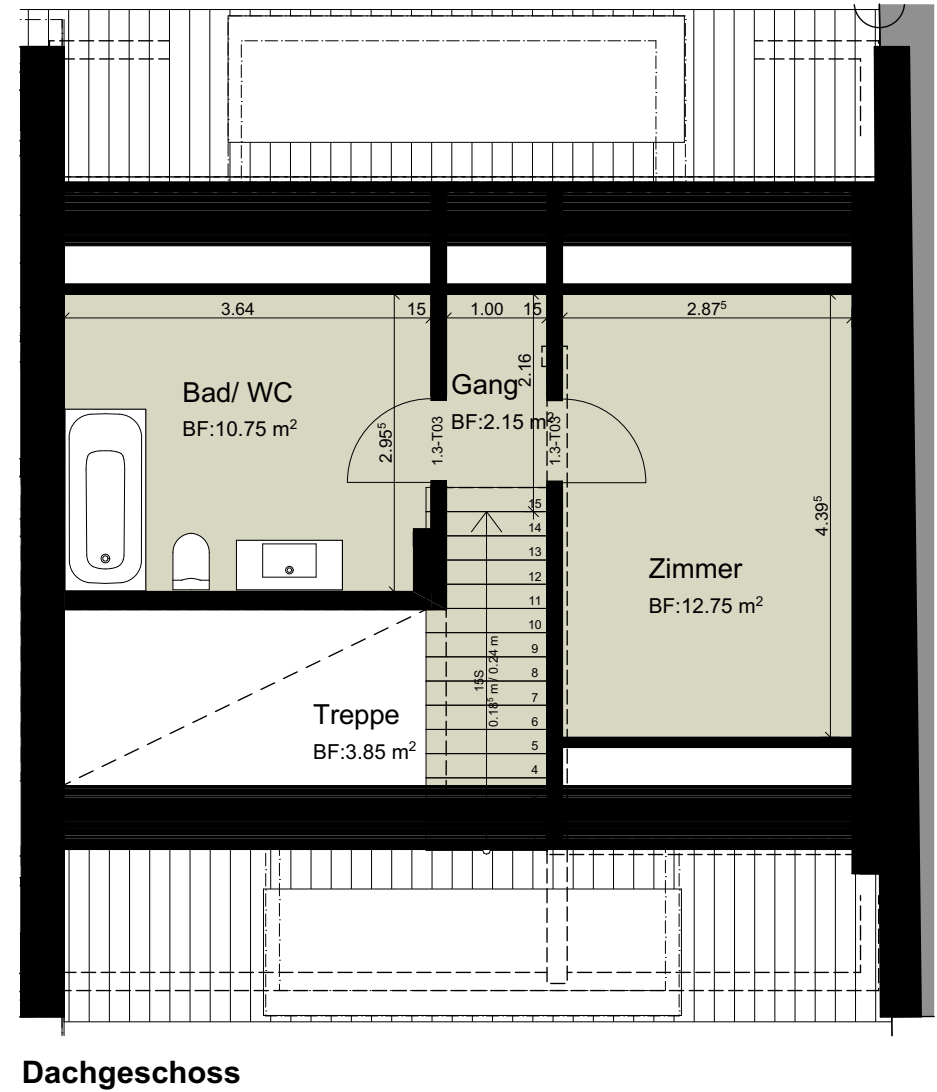 3.64
15
1.00
15
2.87⁵
2.16
Bad/ WC
BF:10.75 m²
Gang
BF:2.15 m²
2.95⁵
1.3-T03
1.3-T03
4.39⁵
15
14
13
12
11
10
9
8
7
6
5
4
15S
0.18⁵ m / 0.24 m
Zimmer
BF:12.75 m²
Treppe
BF:3.85 m²
Dachgeschoss